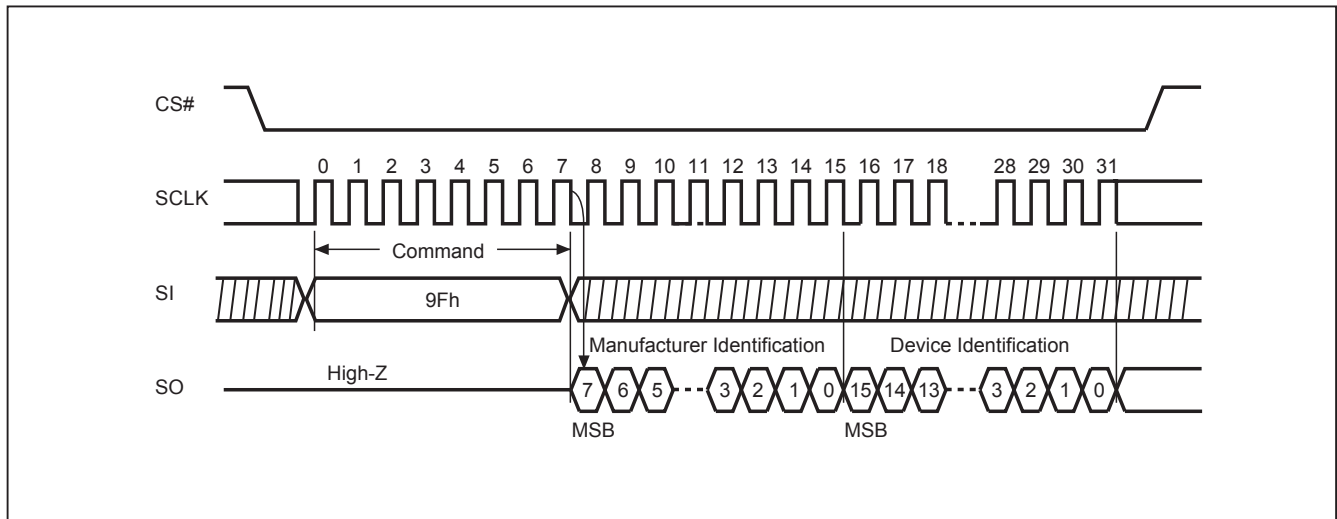 CS#
0 1 2 3 4 5 6 7 8 9 10 11 12 13 14 15 16 17 18 28 29 30 31
SCLK
Command
SI
9Fh
Manufacturer Identification Device Identification
High-Z
SO
7 6 5 3 2 1 0 15 14 13 3 2 1 0
MSB MSB